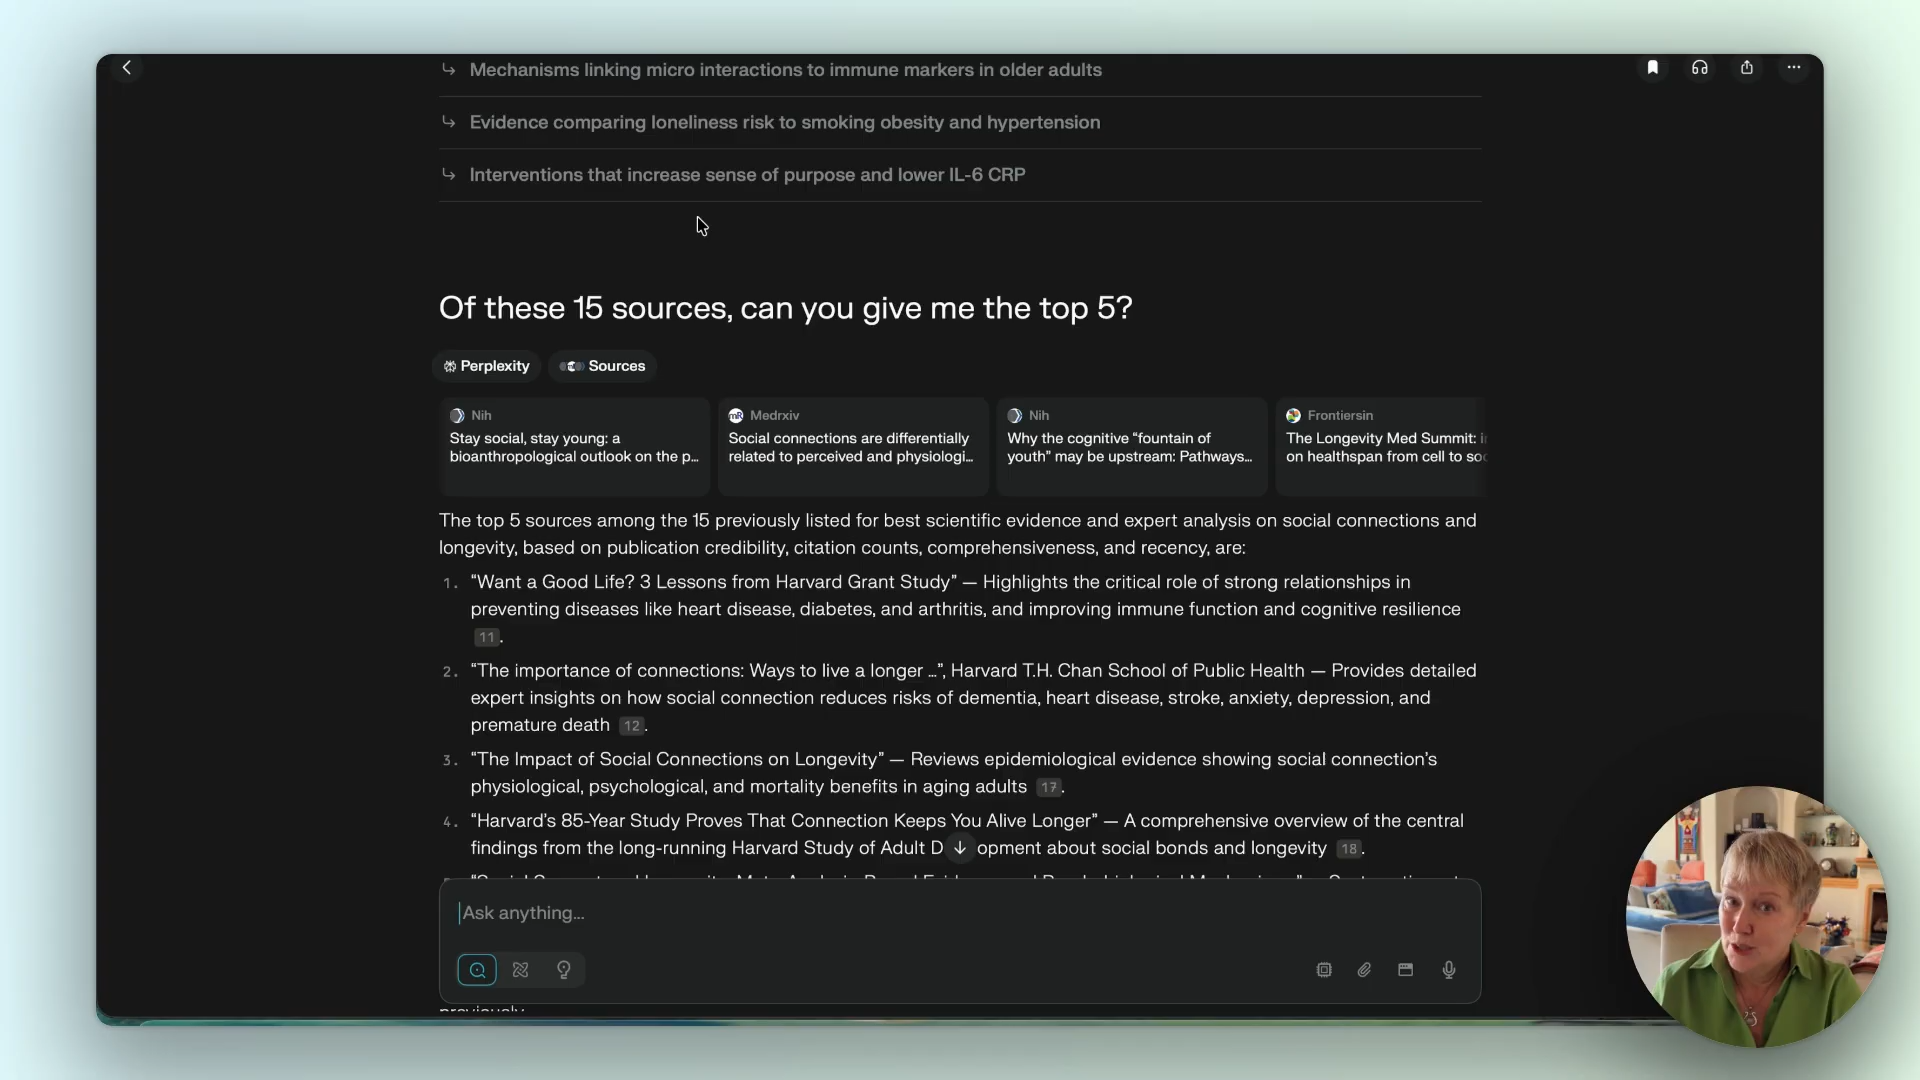 Mechanisms linking micro interactions to immune markers in older adults
Evidence comparing loneliness risk to smoking obesity and hypertension
Interventions that increase sense of purpose and lower IL-6 CRP
Of these 15 sources, can you give me the top 5?
Perplexity Sources
Nih
Stay social, stay young: a
bioanthropological outlook on the p...
Medrxiv
Social connections are differentially
related to perceived and physiologi...
Nih
Why the cognitive “fountain of
youth” may be upstream: Pathways...
Frontiersin
The Longevity Med Summit:
on healthspan from cell to
The top 5 sources among the 15 previously listed for best scientific evidence and expert analysis on social connections and
longevity, based on publication credibility, citation counts, comprehensiveness, and recency, are:
1. “Want a Good Life? 3 Lessons from Harvard Grant Study” — Highlights the critical role of strong relationships in
preventing diseases like heart disease, diabetes, and arthritis, and improving immune function and cognitive resilience
11.
2. “The importance of connections: Ways to live a longer ...”, Harvard T.H. Chan School of Public Health — Provides detailed
expert insights on how social connection reduces risks of dementia, heart disease, stroke, anxiety, depression, and
premature death 12.
3. “The Impact of Social Connections on Longevity” — Reviews epidemiological evidence showing social connection’s
physiological, psychological, and mortality benefits in aging adults 17.
4. “Harvard’s 85-Year Study Proves That Connection Keeps You Alive Longer” — A comprehensive overview of the central
findings from the long-running Harvard Study of Adult D opment about social bonds and longevity 18.
Ask anything...
previously